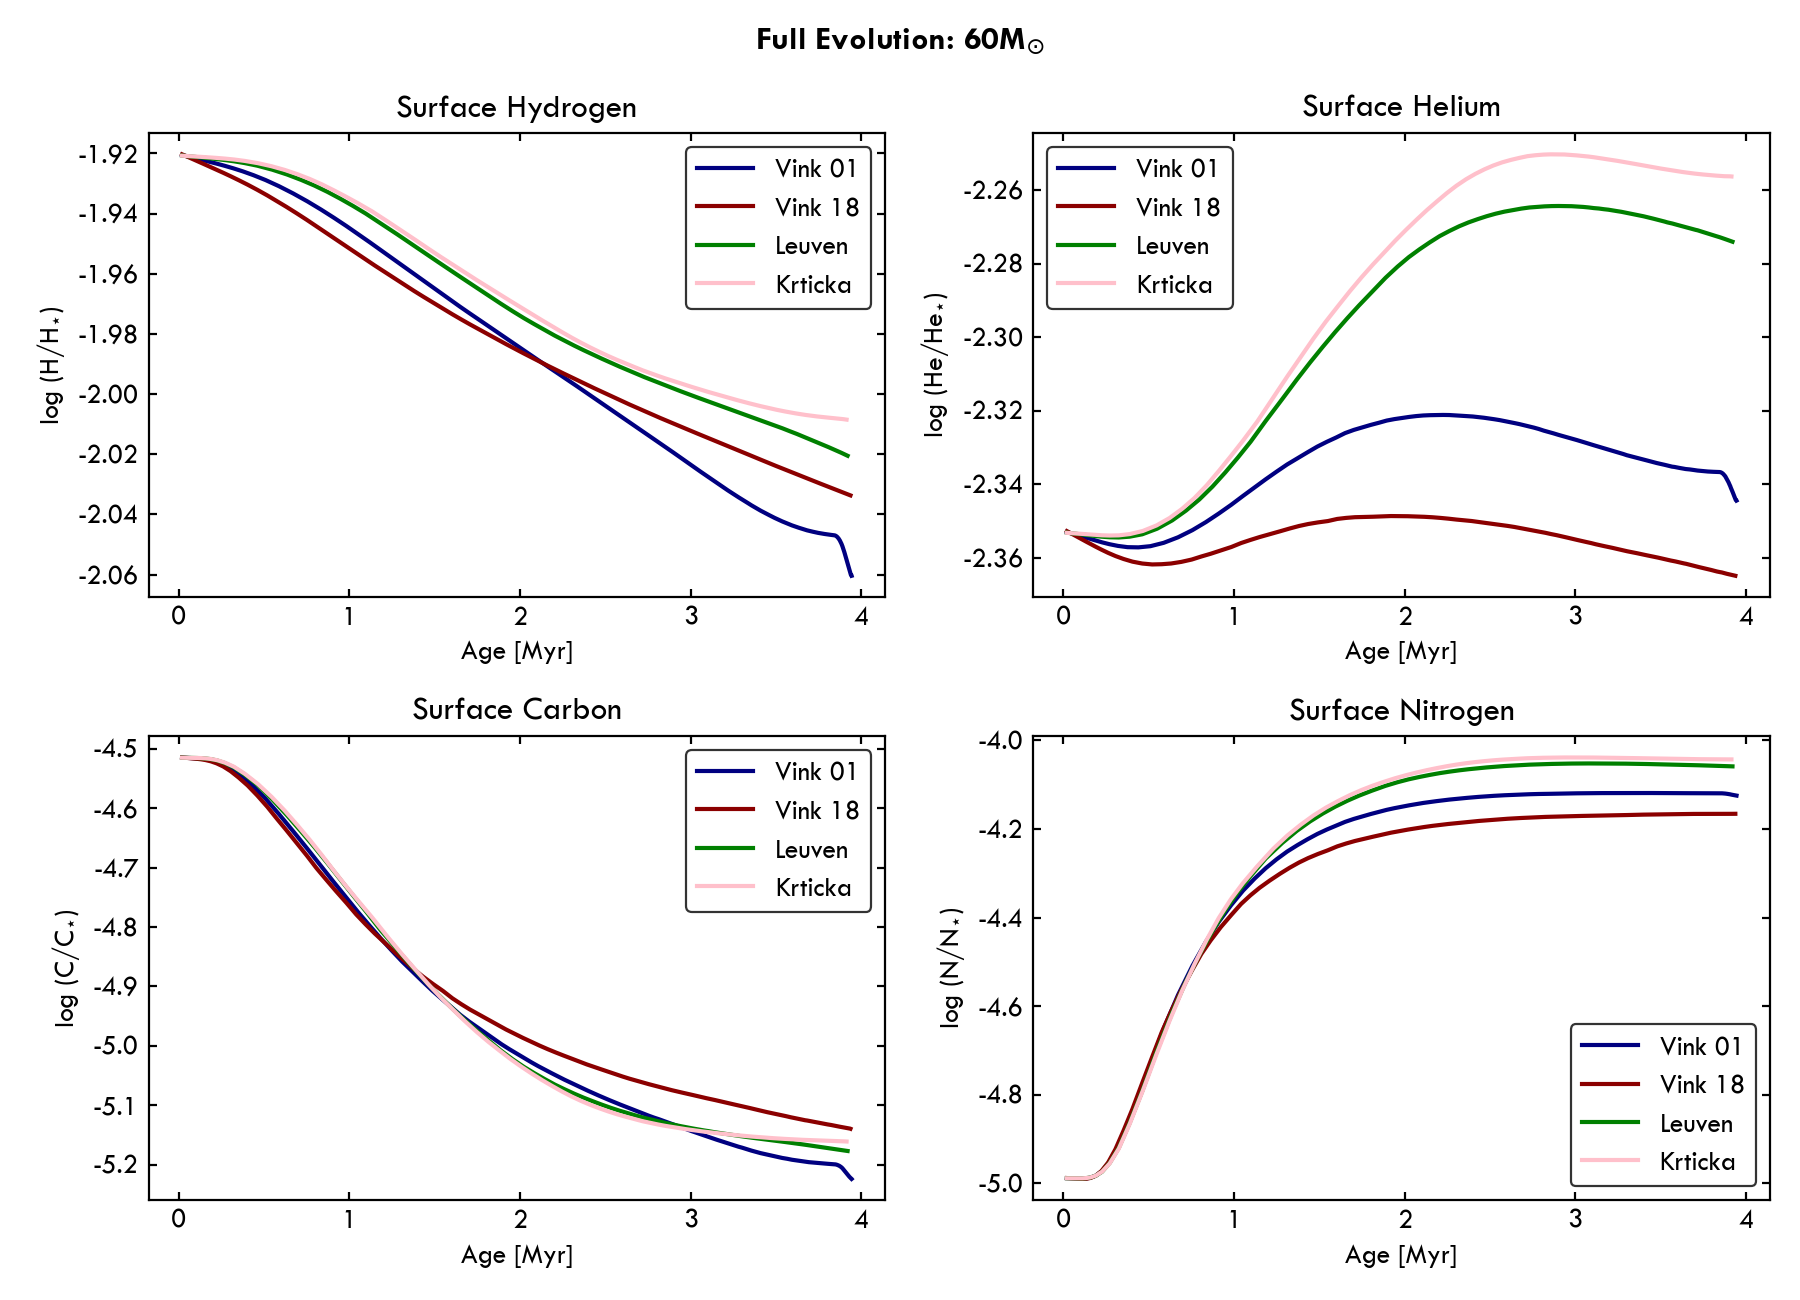 Full Evolution: 60M☉
Surface Hydrogen
log (H/H⋆)
-1.92
-1.94
-1.96
-1.98
-2.00
-2.02
-2.04
-2.06
Vink 01
Vink 18
Leuven
Krticka
0 1 2 3 4
Age [Myr]
Surface Helium
log (He/He⋆)
-2.26
-2.28
-2.30
-2.32
-2.34
-2.36
Vink 01
Vink 18
Leuven
Krticka
0 1 2 3 4
Age [Myr]
Surface Carbon
log (C/C⋆)
-4.5
-4.6
-4.7
-4.8
-4.9
-5.0
-5.1
-5.2
Vink 01
Vink 18
Leuven
Krticka
0 1 2 3 4
Age [Myr]
Surface Nitrogen
log (N/N⋆)
-4.0
-4.2
-4.4
-4.6
-4.8
-5.0
Vink 01
Vink 18
Leuven
Krticka
0 1 2 3 4
Age [Myr]